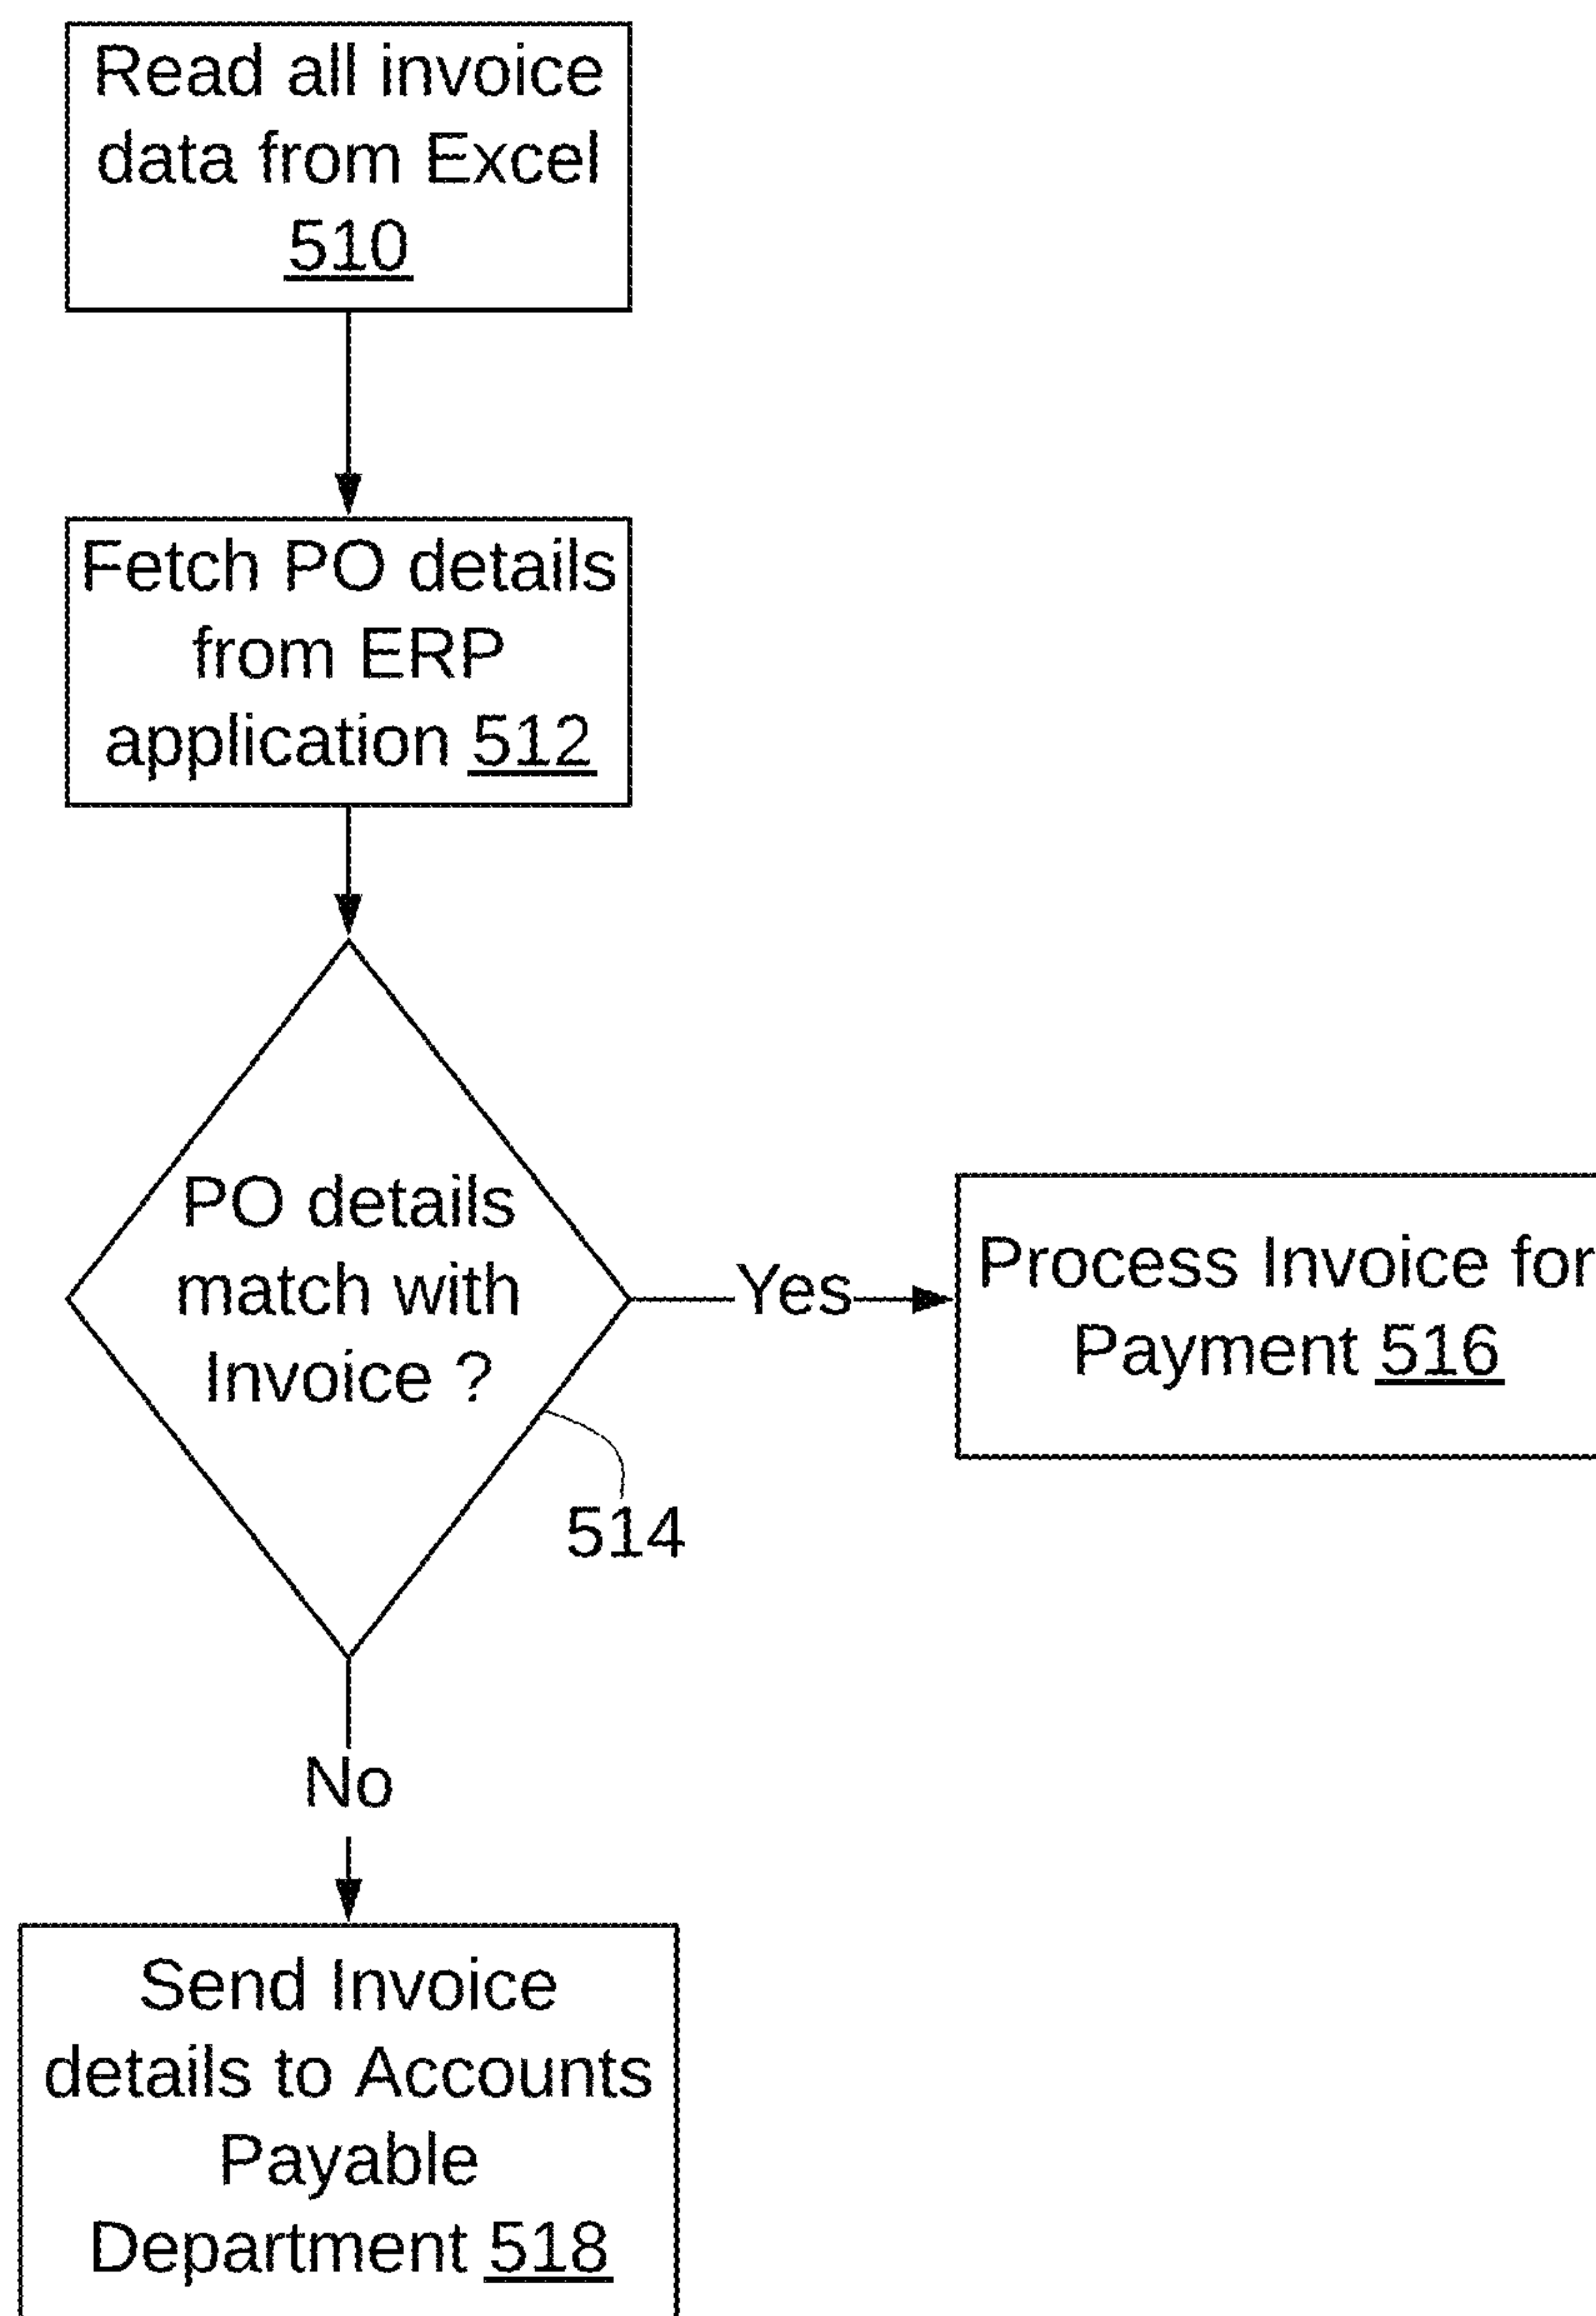 Read all invoice
data from Excel
510
Fetch PO details
from ERP
application 512
PO details
match with
Invoice ?
Yes
Process Invoice for
Payment 516
514
No
Send Invoice
details to Accounts
Payable
Department 518